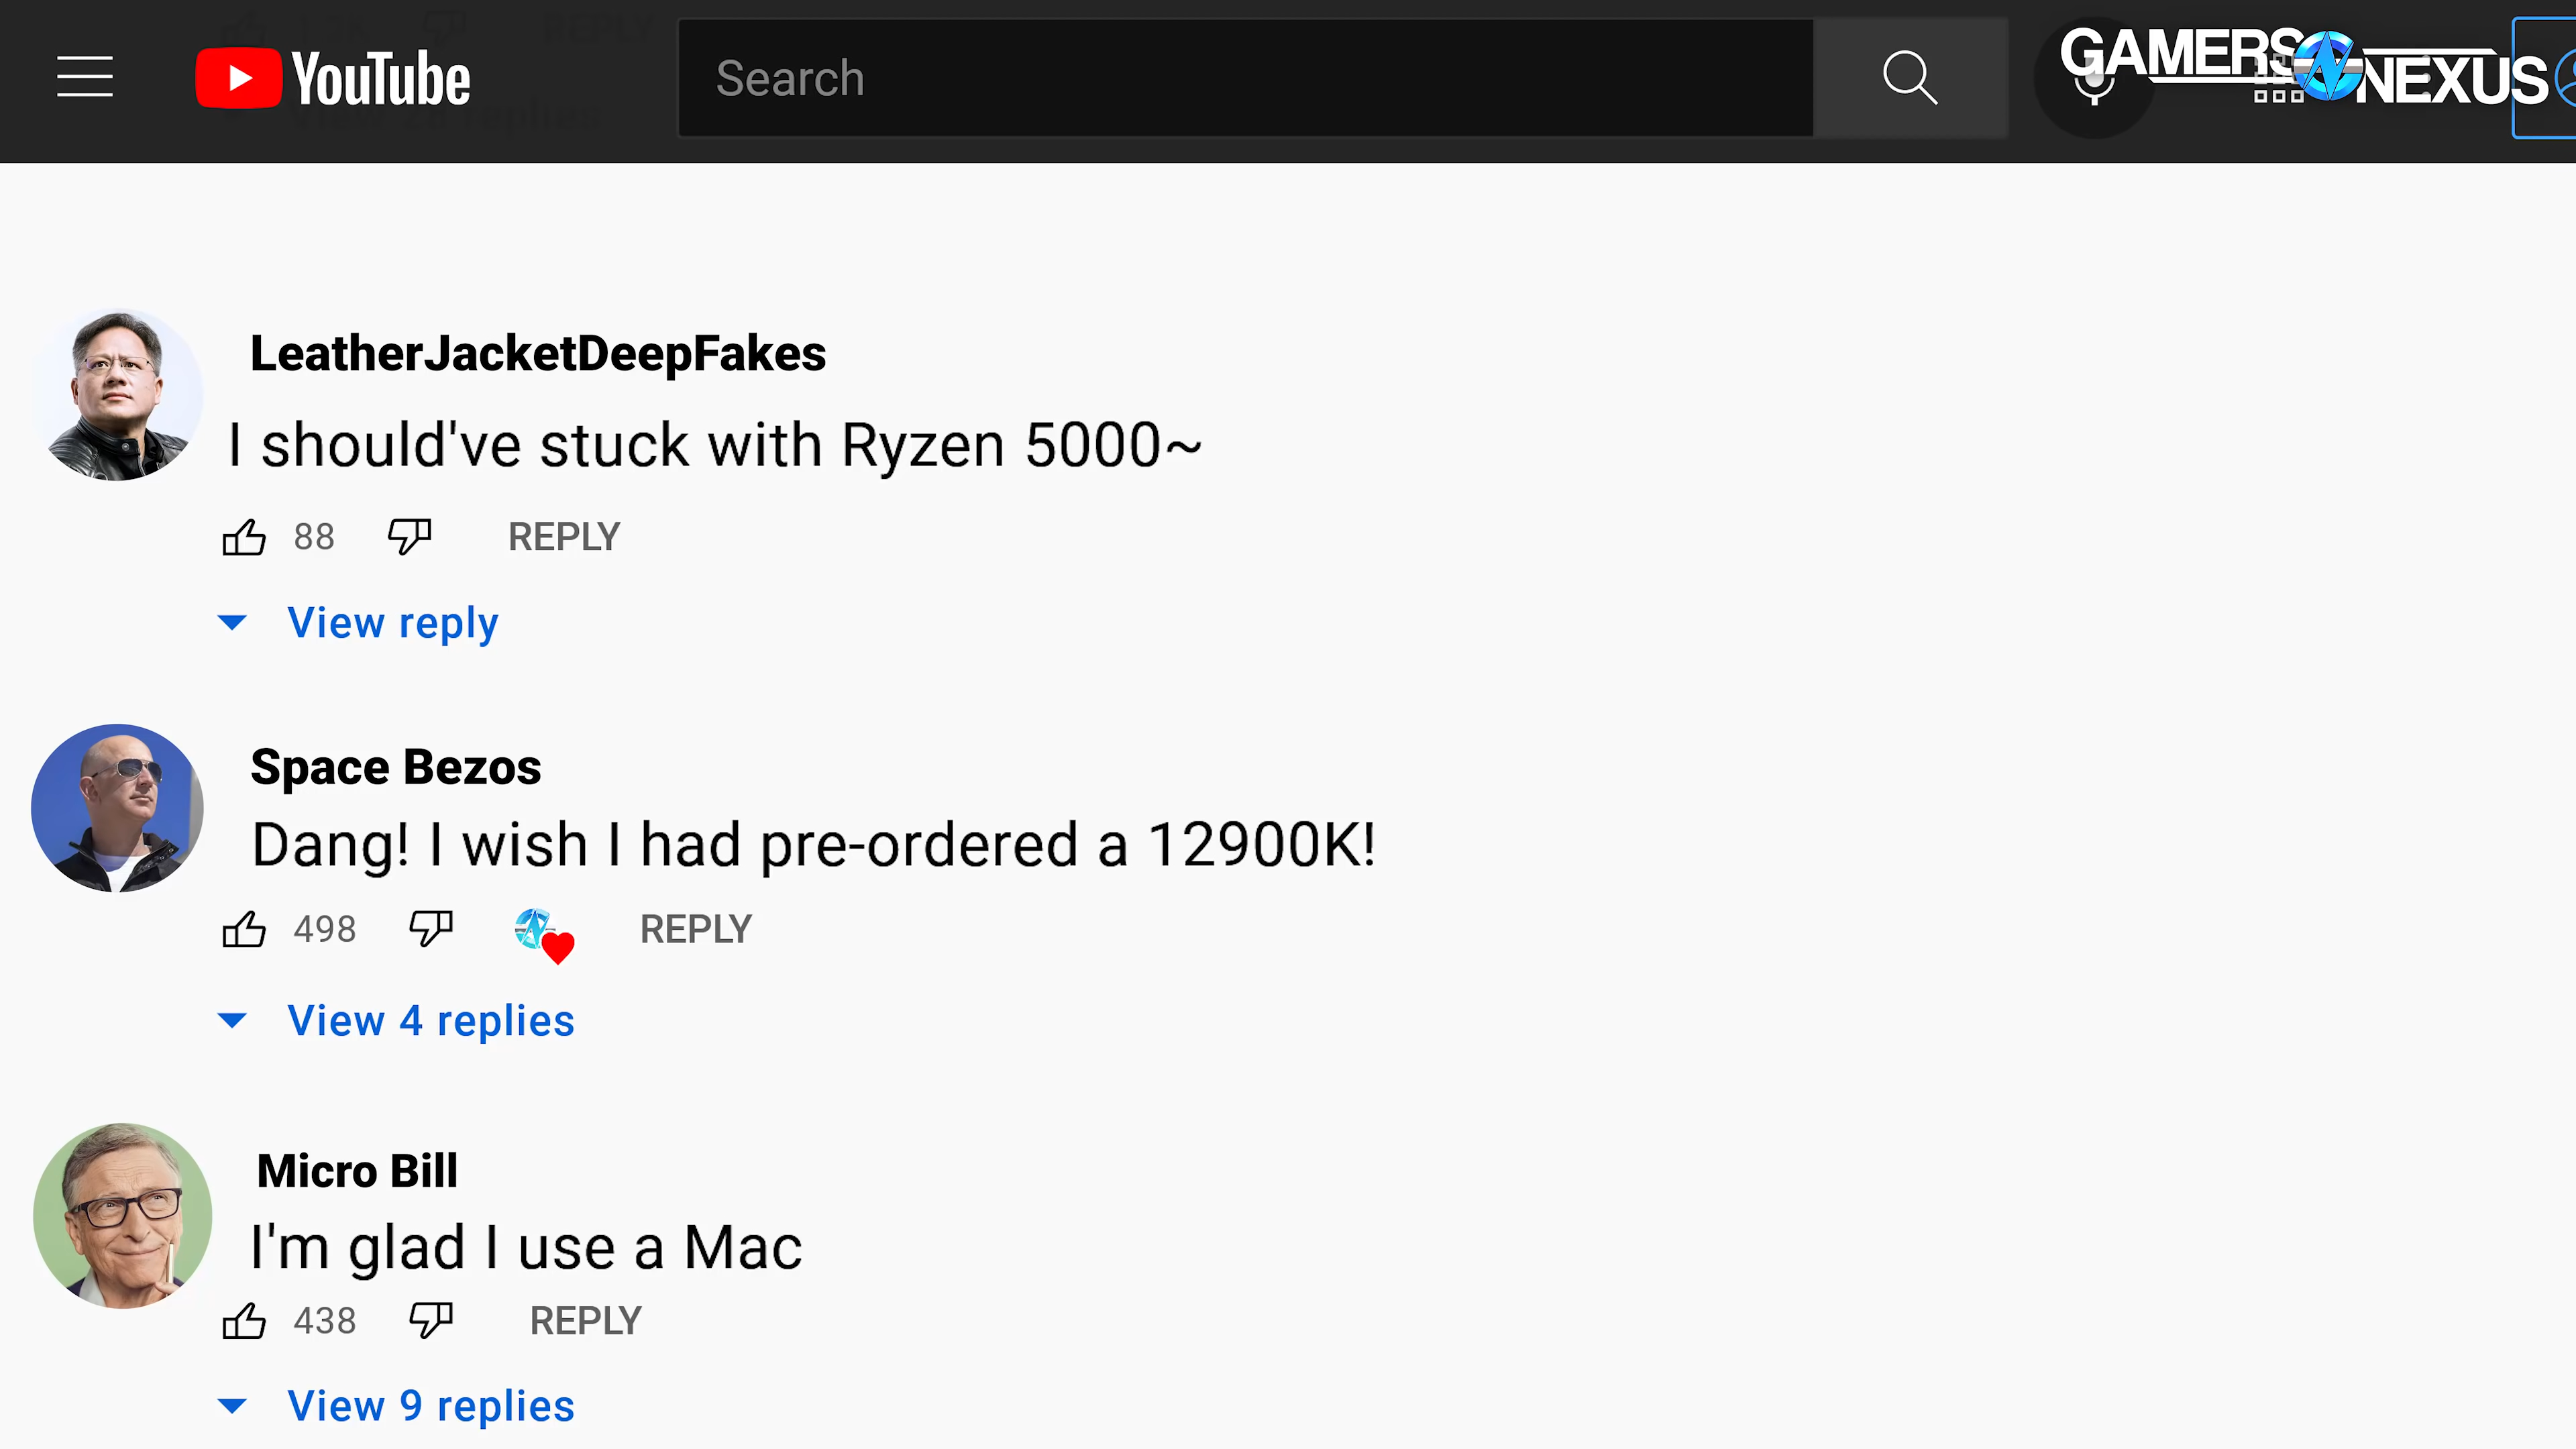 YouTube
Search
GAMERS NEXUS
LeatherJacketDeepFakes
I should've stuck with Ryzen 5000~
88 REPLY
View reply
Space Bezos
Dang! I wish I had pre-ordered a 12900K!
498 REPLY
View 4 replies
Micro Bill
I'm glad I use a Mac
438 REPLY
View 9 replies